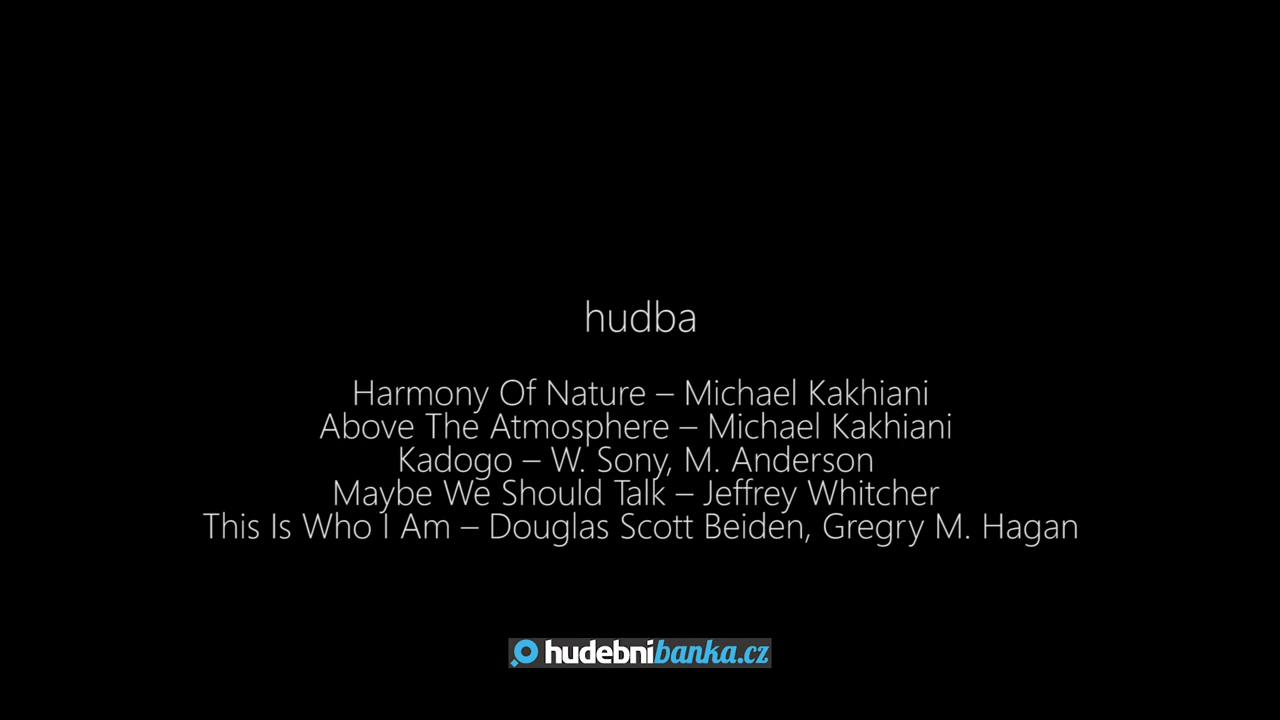 hudba
Harmony Of Nature – Michael Kakhiani
Above The Atmosphere – Michael Kakhiani
Kadogo – W. Sony, M. Anderson
Maybe We Should Talk – Jeffrey Whitcher
This Is Who I Am – Douglas Scott Beiden, Gregry M. Hagan
hudebníbanka.cz